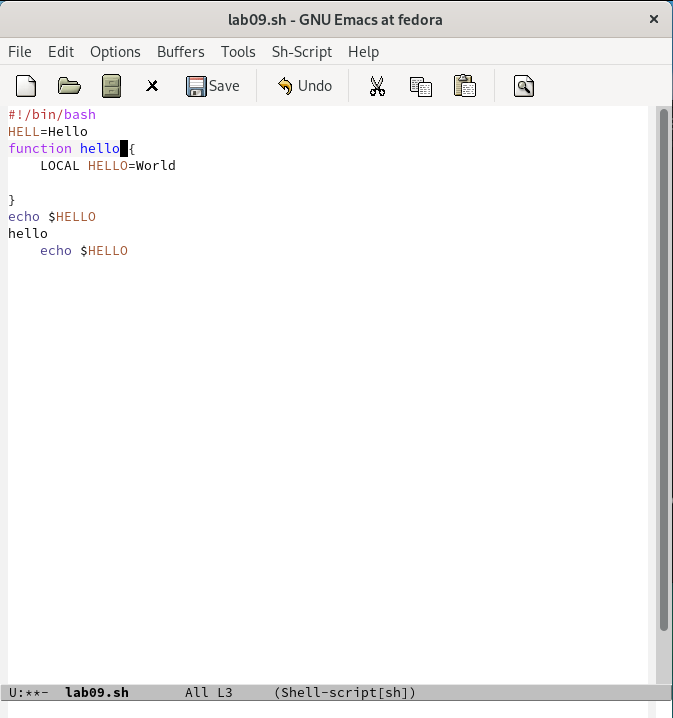 lab09.sh - GNU Emacs at fedora
File Edit Options Buffers Tools Sh-Script Help
Save Undo
#!/bin/bash
HELL=Hello
function hello {
    LOCAL HELLO=World

}
echo $HELLO
hello
    echo $HELLO
U:**- lab09.sh All L3 (Shell-script[sh])